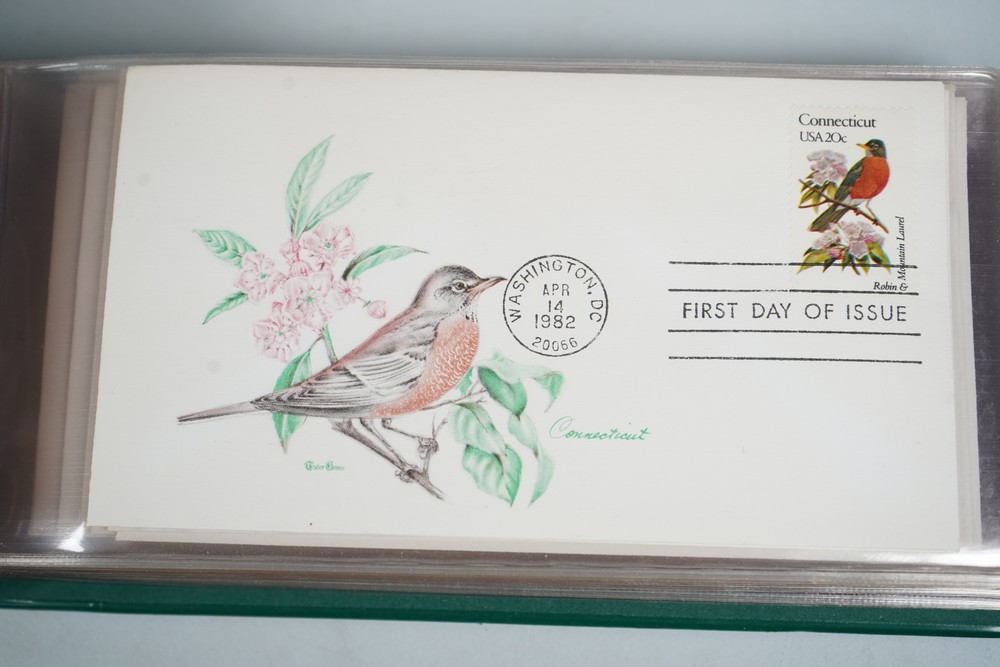 Connecticut
USA 20c
Robin &
Mountain Laurel
WASHINGTON, DC
APR
14
1982
20066
FIRST DAY OF ISSUE
Connecticut